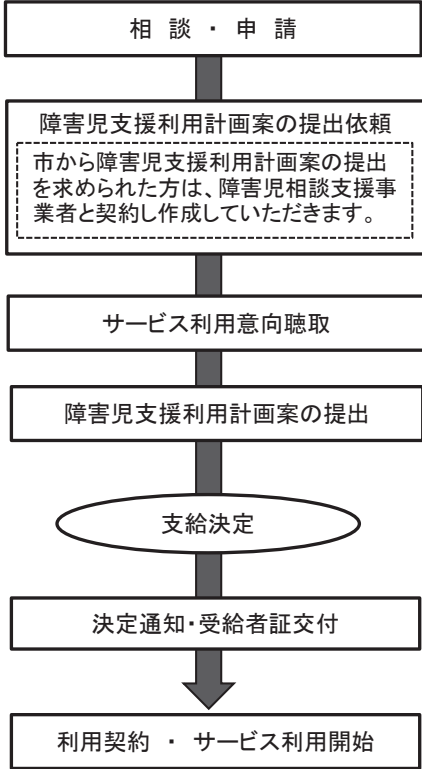 相 談 ・ 申 請
障害児支援利用計画案の提出依頼
市から障害児支援利用計画案の提出
を求められた方は、障害児相談支援事
業者と契約し作成していただきます。
サービス利用意向聴取
障害児支援利用計画案の提出
支給決定
決定通知・受給者証交付
利用契約 ・ サービス利用開始